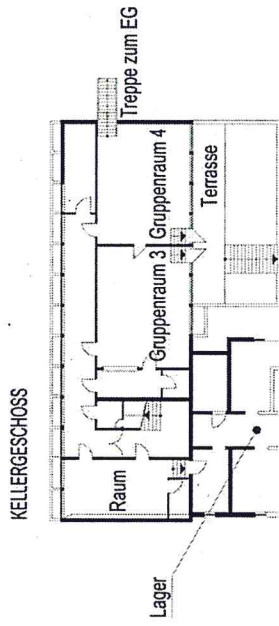 KELLERGESCHOSS
Treppe zum EG
Raum
Gruppenraum 3
Gruppenraum 4
Terrasse
Lager